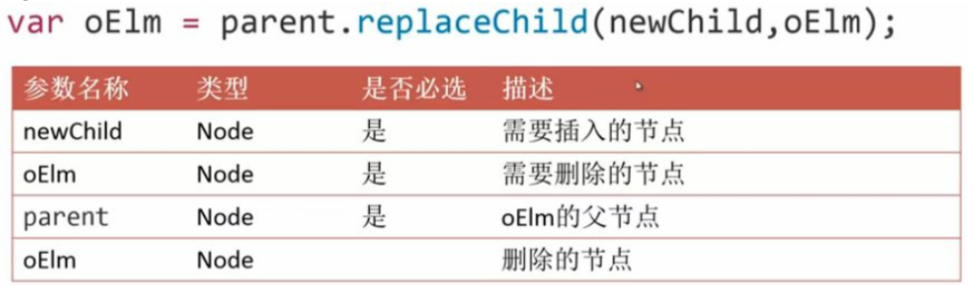 var oElm = parent.replaceChild(newChild,oElm);
参数名称 类型 是否必选 描述
newChild Node 是 需要插入的节点
oElm Node 是 需要删除的节点
parent Node 是 oElm的父节点
oElm Node 删除的节点